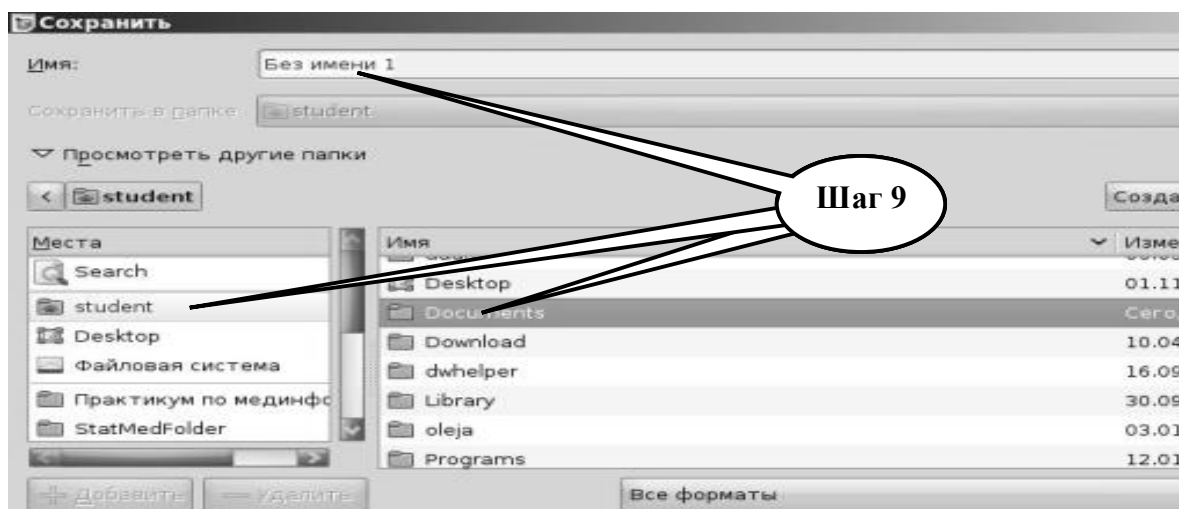 Сохранить
Имя: Без имени 1
Сохранить в папке: student
Просмотреть другие папки
< student Созда
Места Имя Изме
Search
Desktop 01.11
student Documents Сего
Desktop Download 10.04
Файловая система dwhelper 16.09
Практикум по мединфо Library 30.09
StatMedFolder oleja 03.01
Programs 12.01
Добавить Удалить Все форматы
Шаг 9